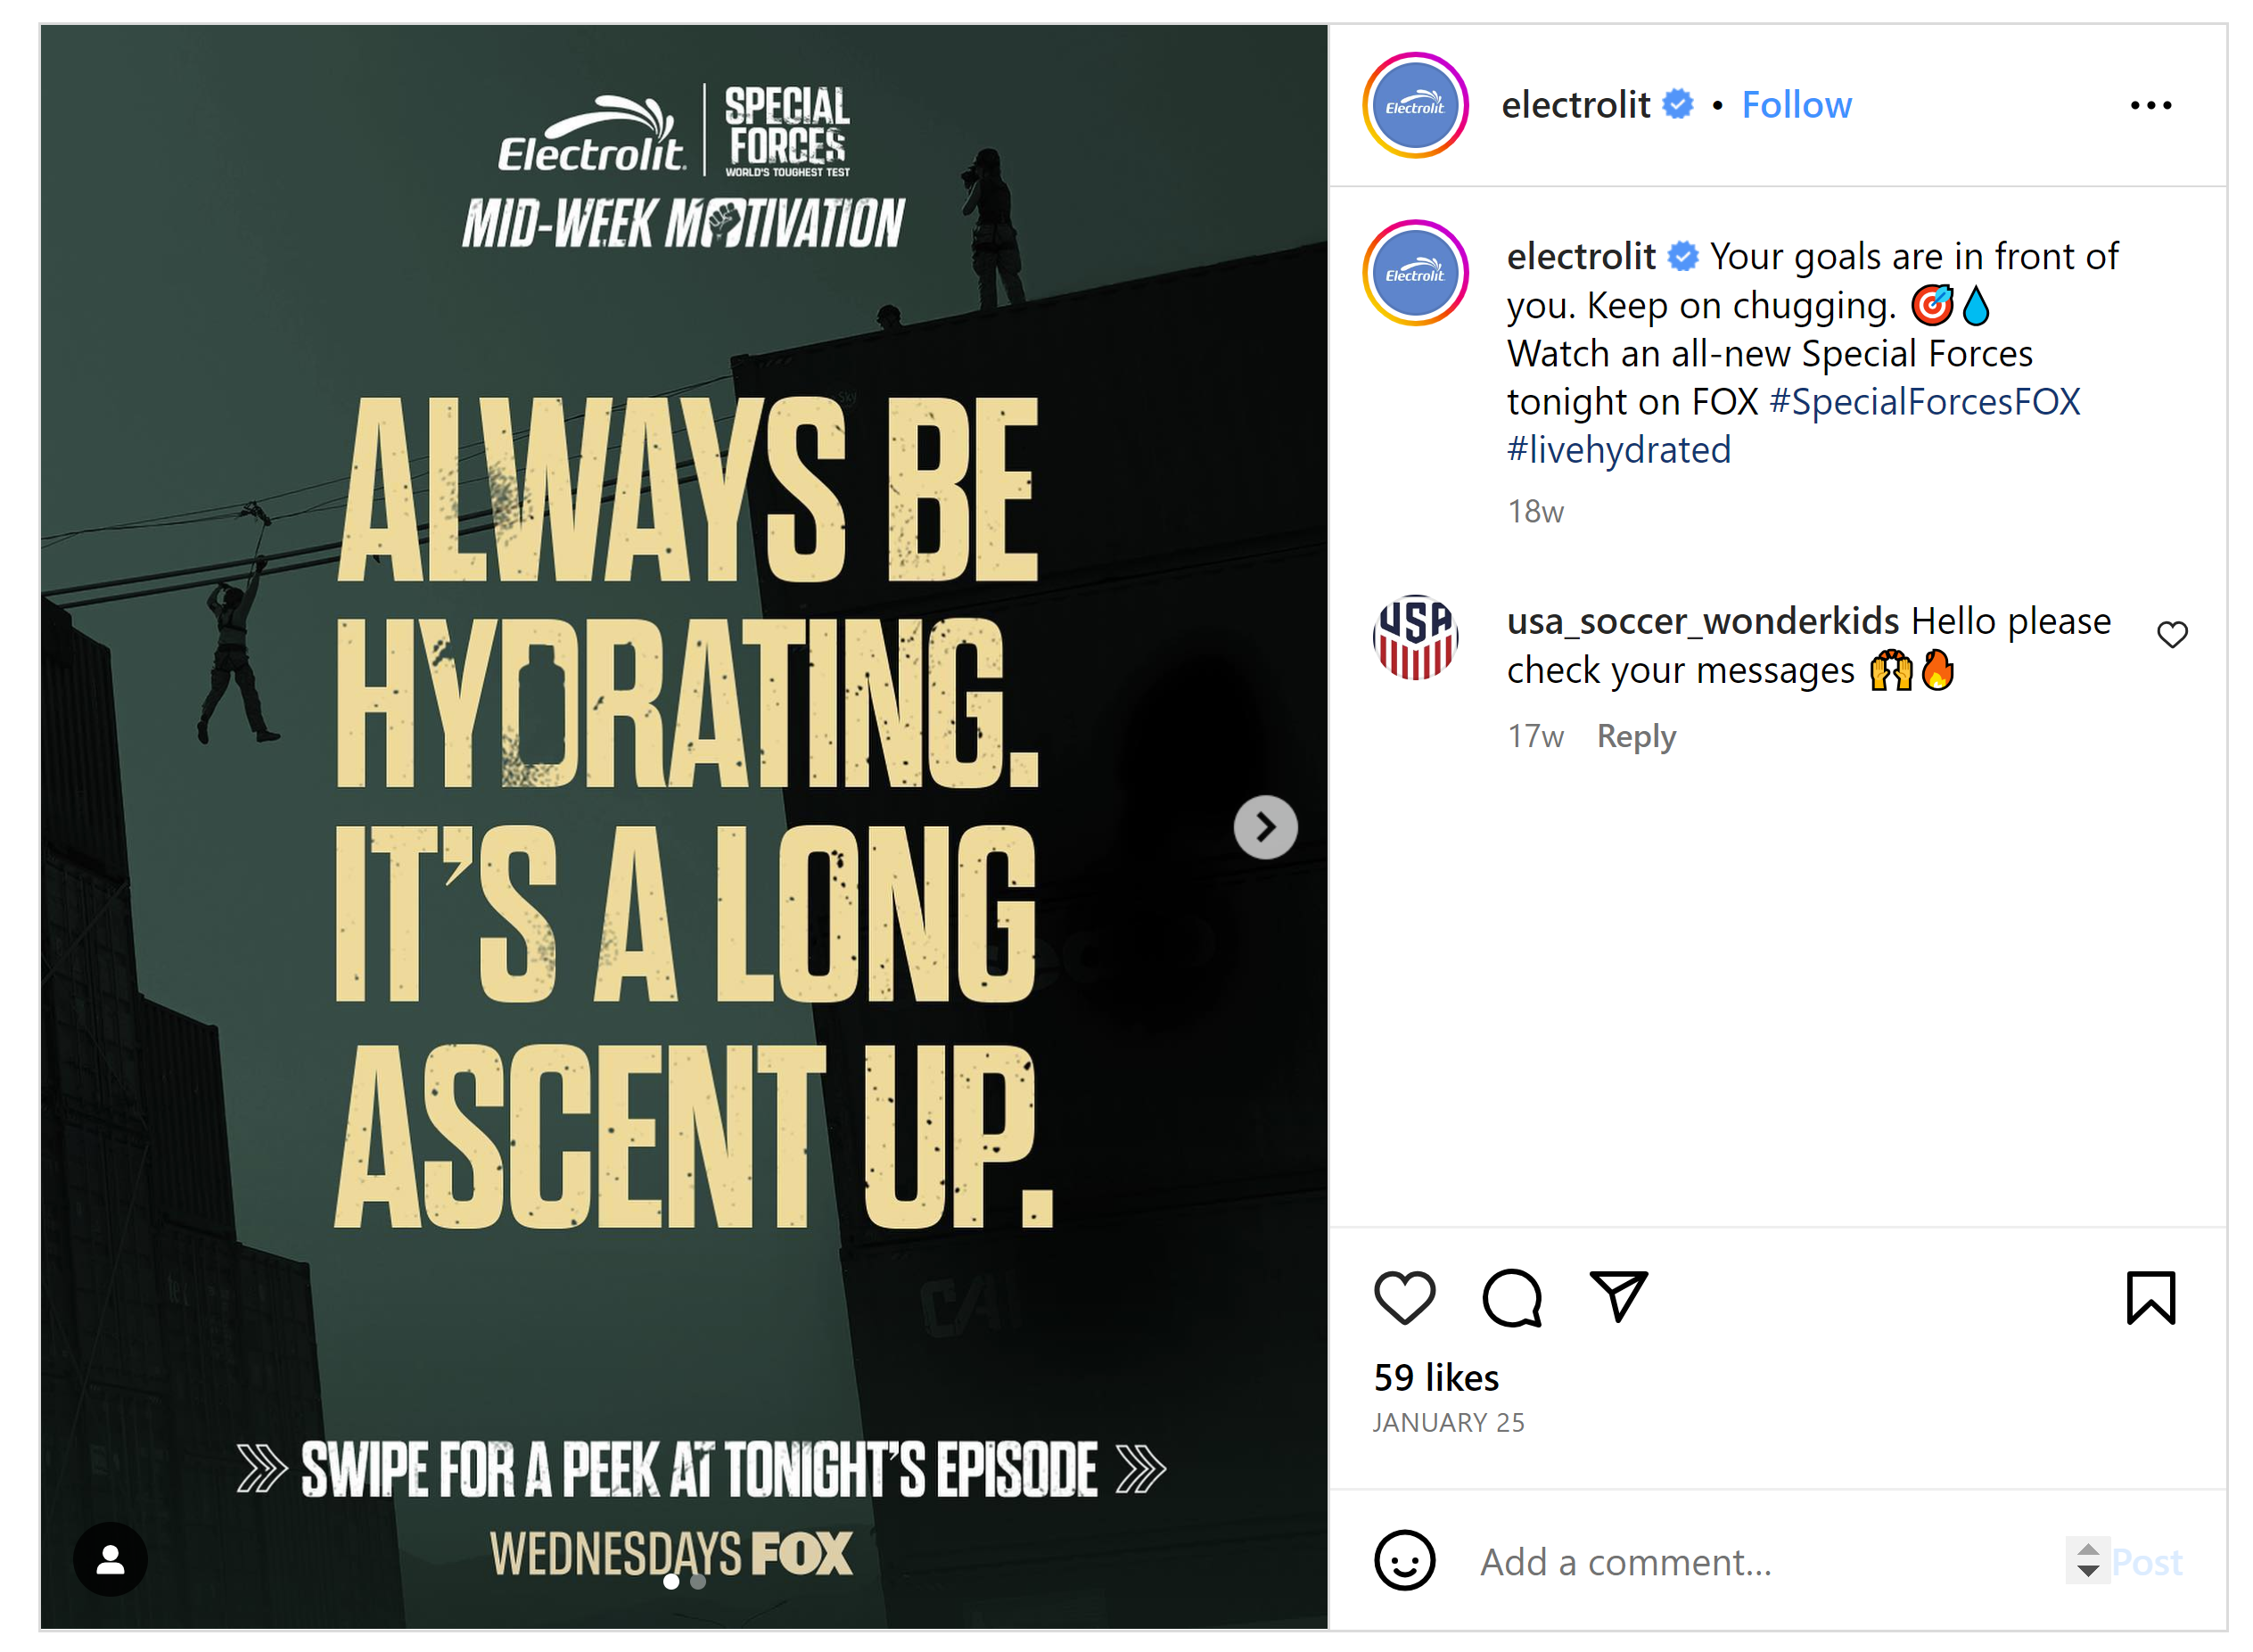 Electrolit
SPECIAL
FORCES
WORLD'S TOUGHEST TEST
MID-WEEK MOTIVATION
Sky
ALWAYS BE
HYDRATING.
IT'S A LONG
ASCENT UP.
CAI
SWIPE FOR A PEEK AT TONIGHT'S EPISODE
WEDNESDAYS FOX
Electrolit
electrolit • Follow
Electrolit
electrolit Your goals are in front of
you. Keep on chugging. 🎯💧
Watch an all-new Special Forces
tonight on FOX #SpecialForcesFOX
#livehydrated
18w
USA
usa_soccer_wonderkids Hello please
check your messages 🙌🔥
17w Reply
59 likes
JANUARY 25
Add a comment...
Post